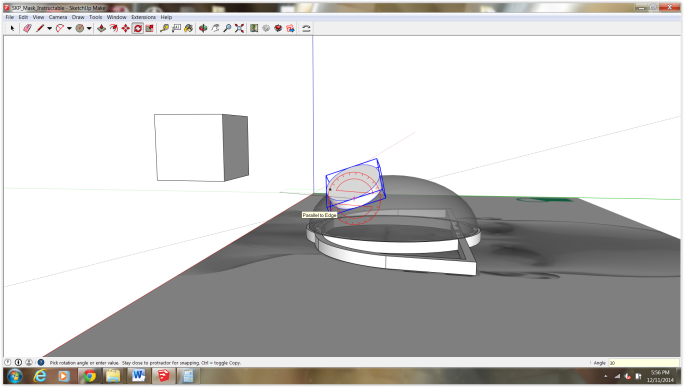 SKP_Mask_Instructable - SketchUp Make
File Edit View Camera Draw Tools Window Extensions Help
Parallel to Edge
Pick rotation angle or enter value. Stay close to protractor for snapping, Ctrl = toggle Copy.
Angle 30
5:56 PM
12/11/2014